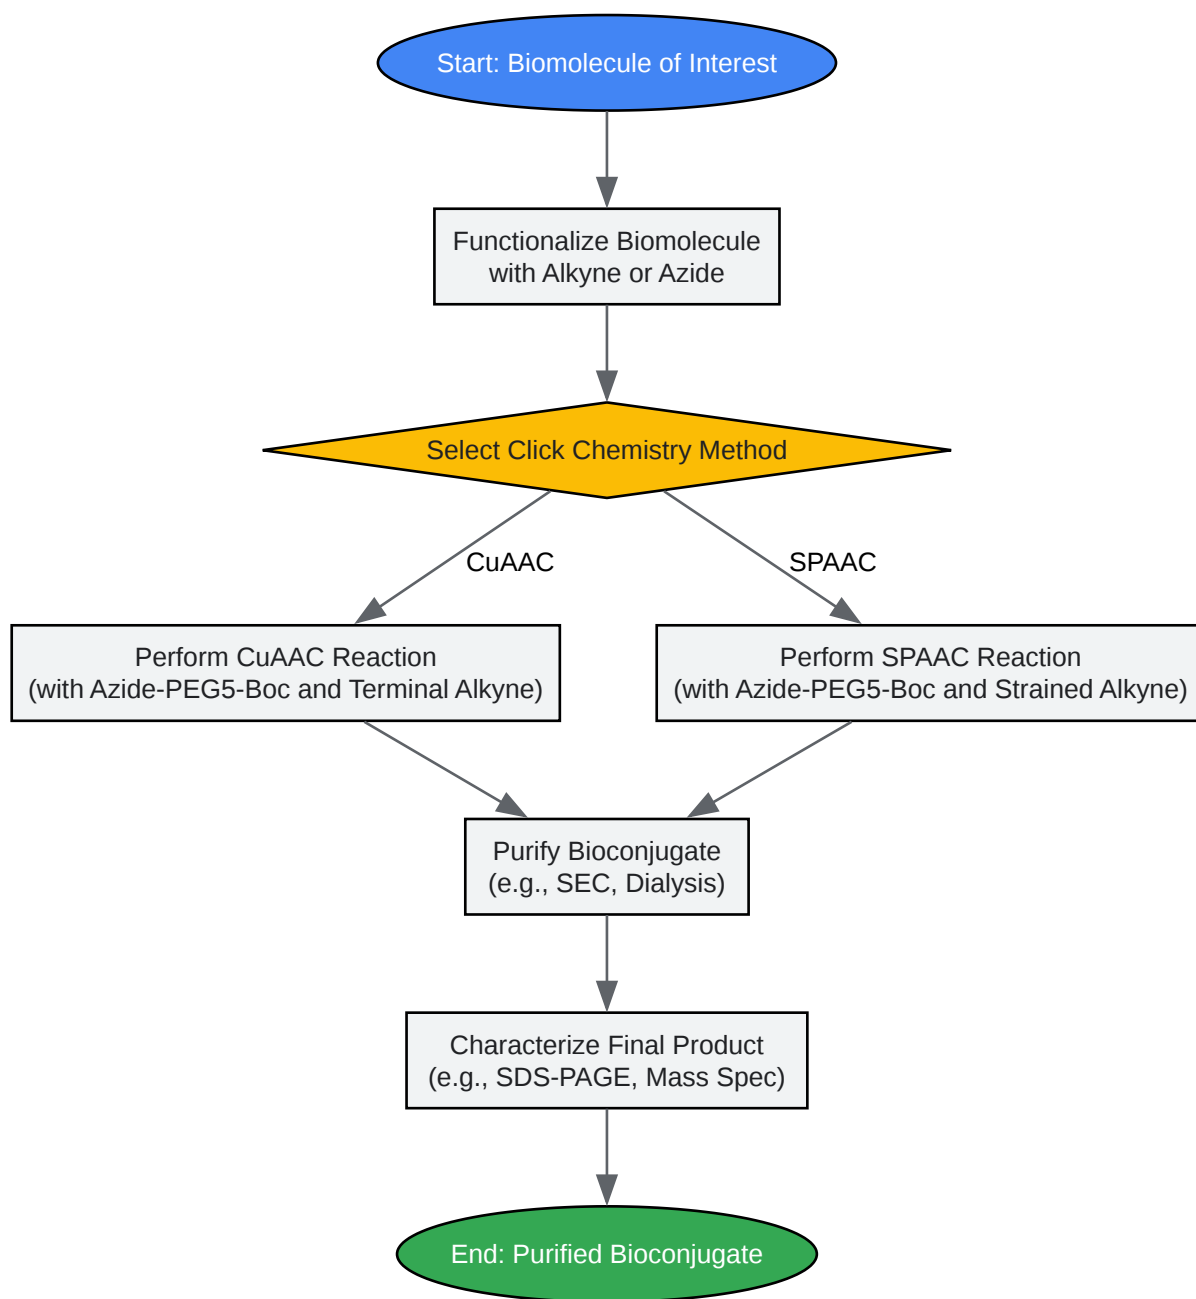 Start: Biomolecule of Interest
Functionalize Biomolecule
with Alkyne or Azide
Select Click Chemistry Method
CuAAC
SPAAC
Perform CuAAC Reaction
(with Azide-PEG5-Boc and Terminal Alkyne)
Perform SPAAC Reaction
(with Azide-PEG5-Boc and Strained Alkyne)
Purify Bioconjugate
(e.g., SEC, Dialysis)
Characterize Final Product
(e.g., SDS-PAGE, Mass Spec)
End: Purified Bioconjugate